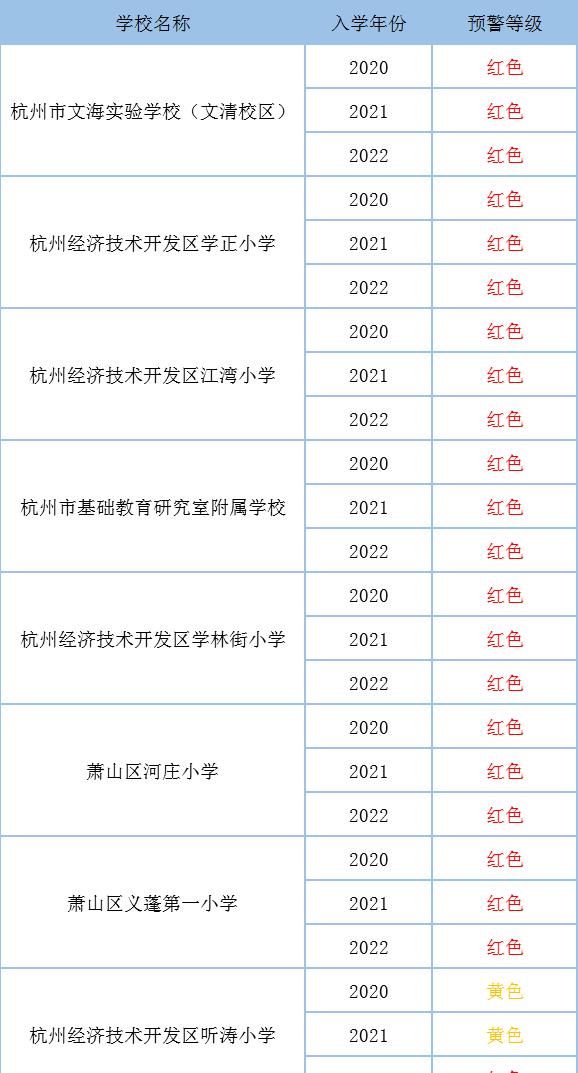 学校名称 入学年份 预警等级
2020 红色
杭州市文海实验学校（文清校区） 2021 红色
2022 红色
2020 红色
杭州经济技术开发区学正小学 2021 红色
2022 红色
2020 红色
杭州经济技术开发区江湾小学 2021 红色
2022 红色
2020 红色
杭州市基础教育研究室附属学校 2021 红色
2022 红色
2020 红色
杭州经济技术开发区学林街小学 2021 红色
2022 红色
2020 红色
萧山区河庄小学 2021 红色
2022 红色
2020 红色
萧山区义蓬第一小学 2021 红色
2022 红色
2020 黄色
杭州经济技术开发区听涛小学 2021 黄色